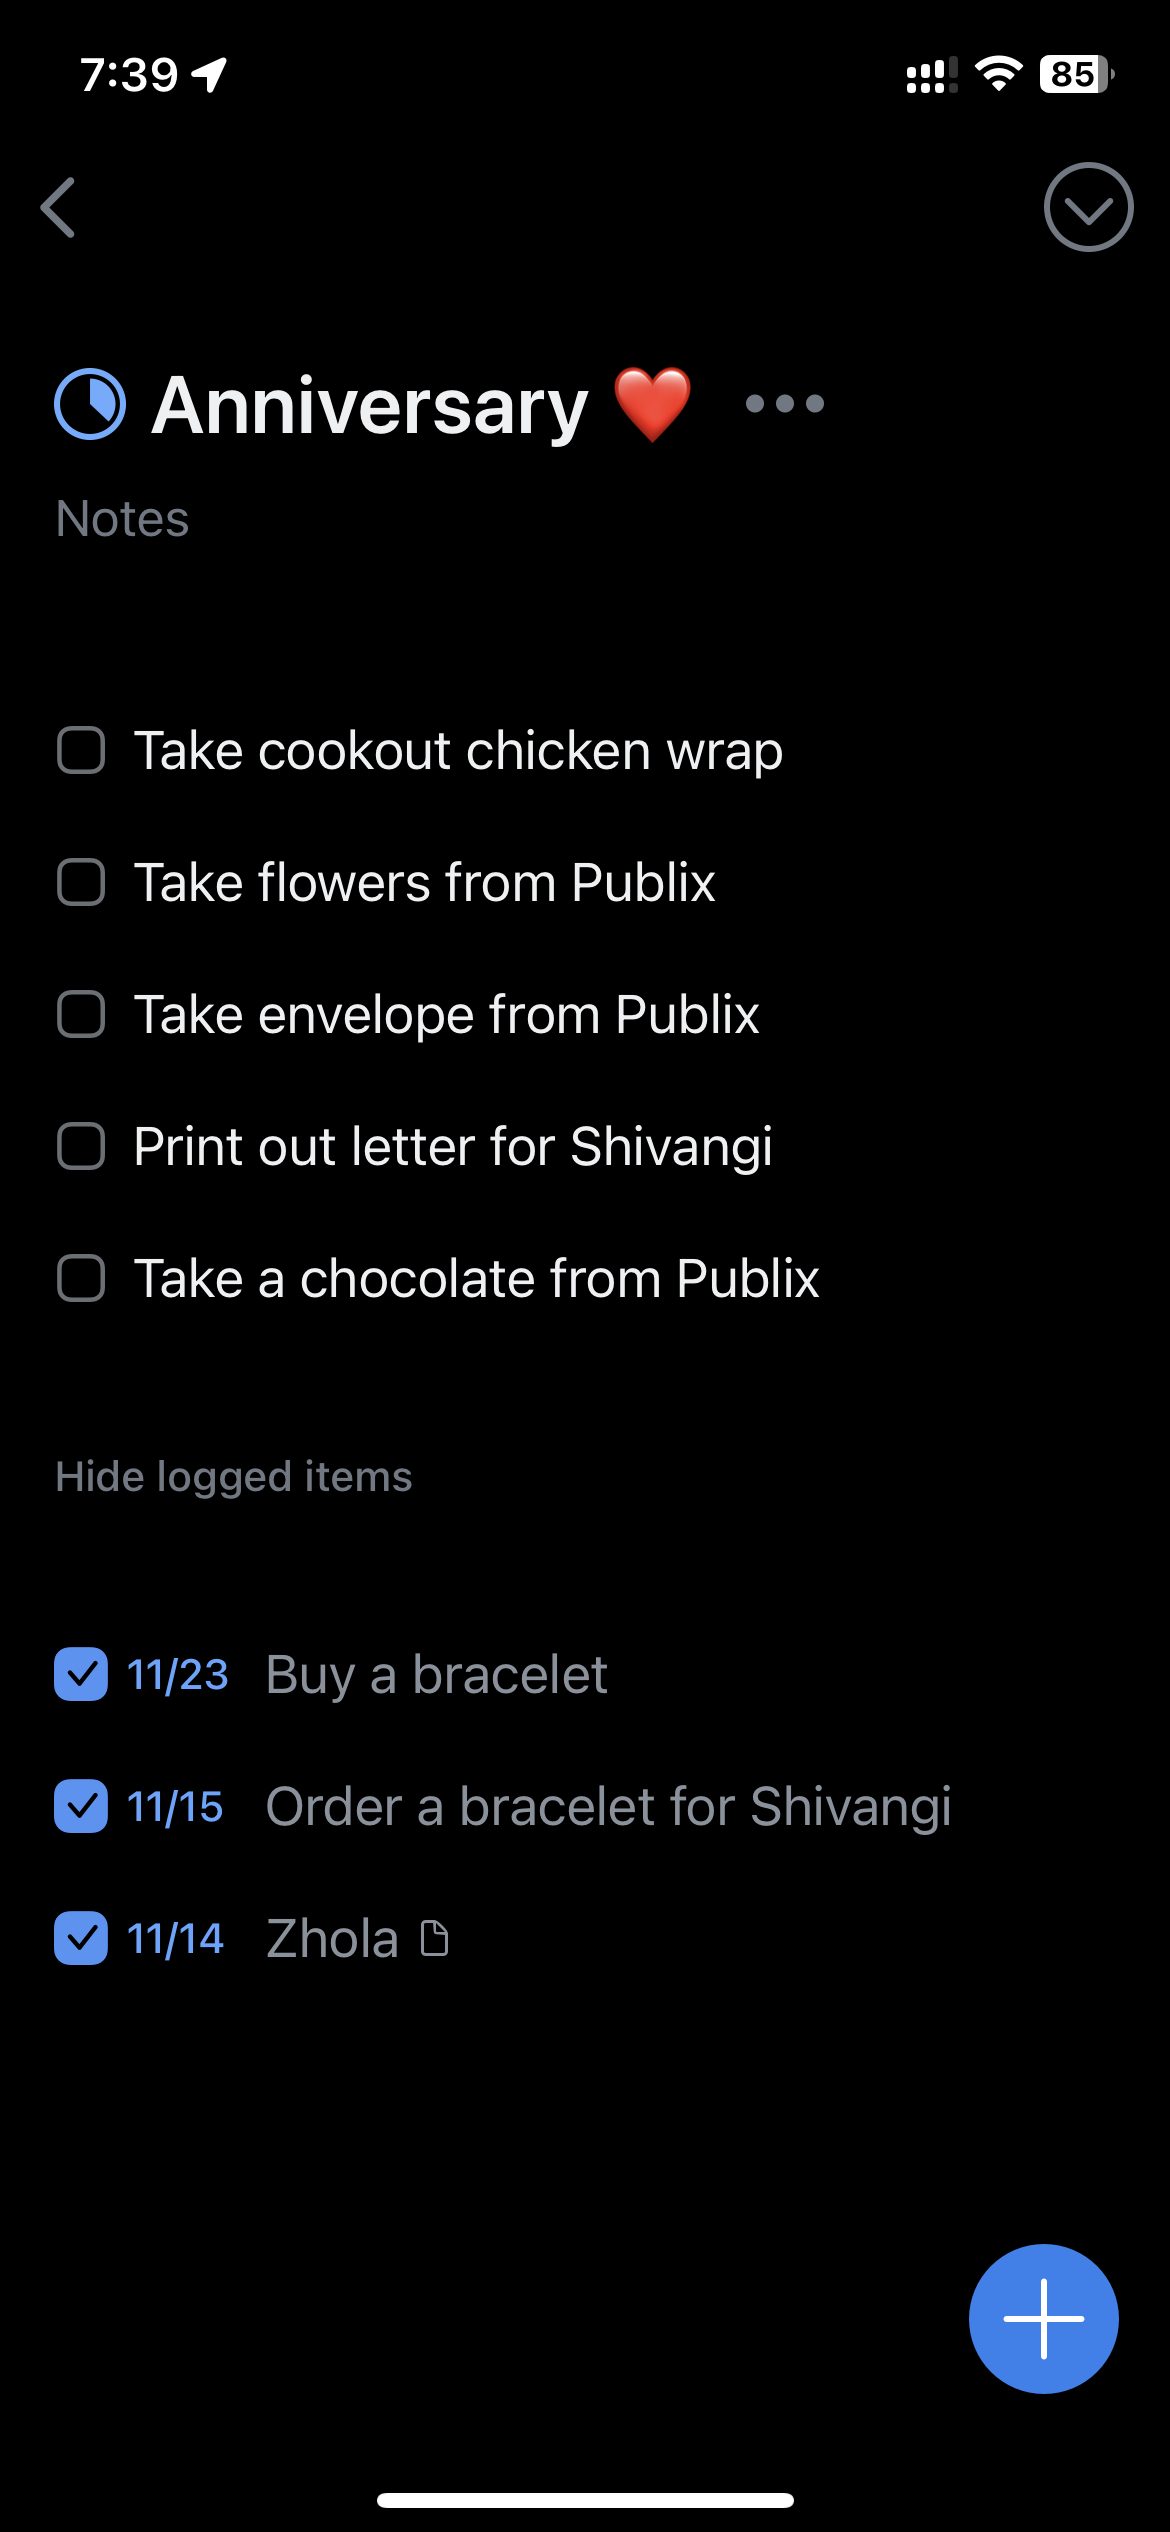 7:39
85
Anniversary ❤️
Notes
Take cookout chicken wrap
Take flowers from Publix
Take envelope from Publix
Print out letter for Shivangi
Take a chocolate from Publix
Hide logged items
11/23 Buy a bracelet
11/15 Order a bracelet for Shivangi
11/14 Zhola